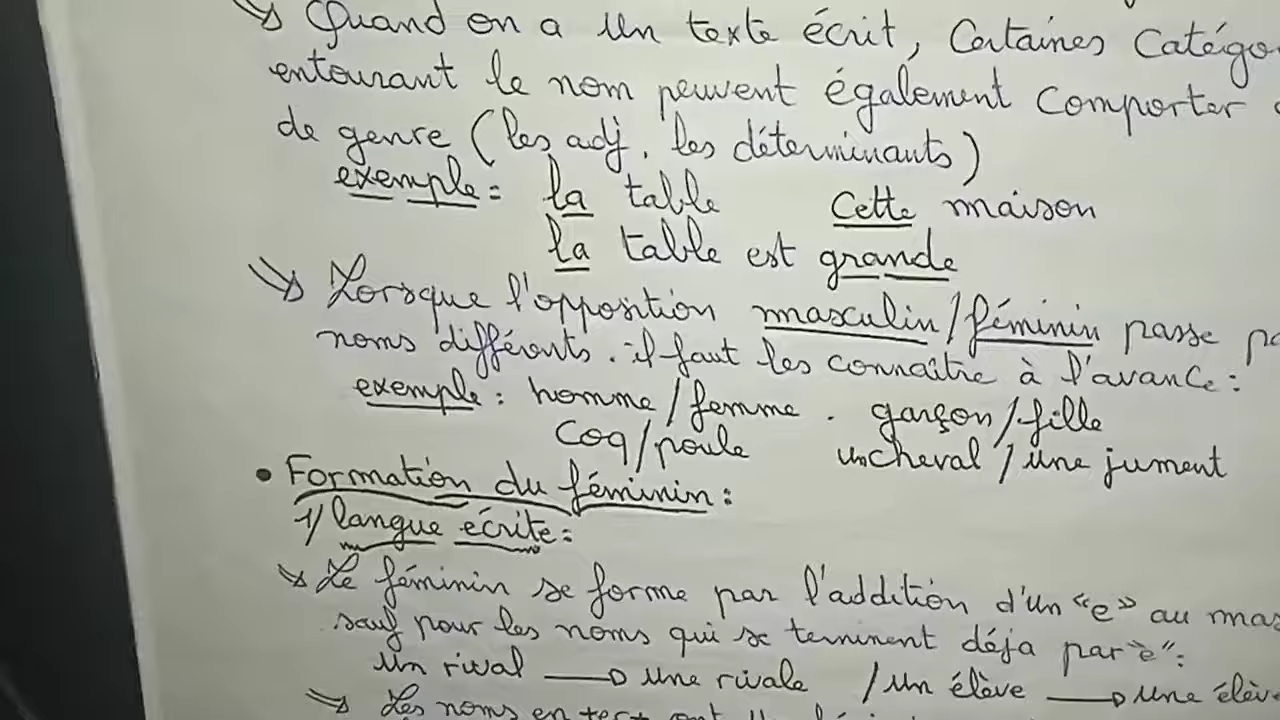 Quand on a un texte écrit, Certaines Catégo
entourant le nom peuvent également Comporter
de genre (les adj, les déterminants)
exemple: la table Cette maison
la table est grande
Lorsque l'opposition masculin/féminin passe
noms différents. il faut les connaître à l'avance:
exemple: homme/femme. garçon/fille
Coq/poule un cheval / une jument
• Formation du féminin:
1/ langue écrite:
Le féminin se forme par l'addition d'un «e» au mas
sauf pour les noms qui se terminent déja par "e":
un rival → une rivale / un élève → une élève
Les noms en